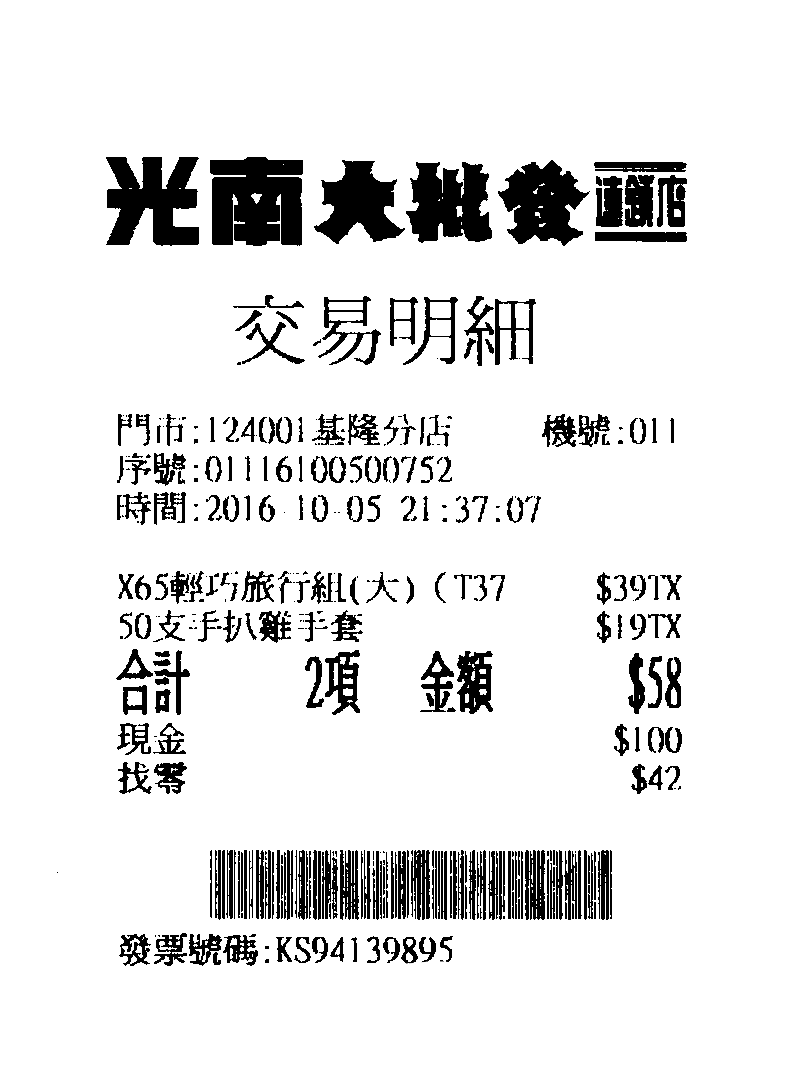 光南大批發 連鎖店
交易明細
門市:124001基隆分店 機號:011
序號:01116100500752
時間:2016-10-05 21:37:07
X65輕巧旅行組(大)（T37 $39TX
50支手扒雞手套 $19TX
合計 2項 金額 $58
現金 $100
找零 $42
發票號碼:KS94139895